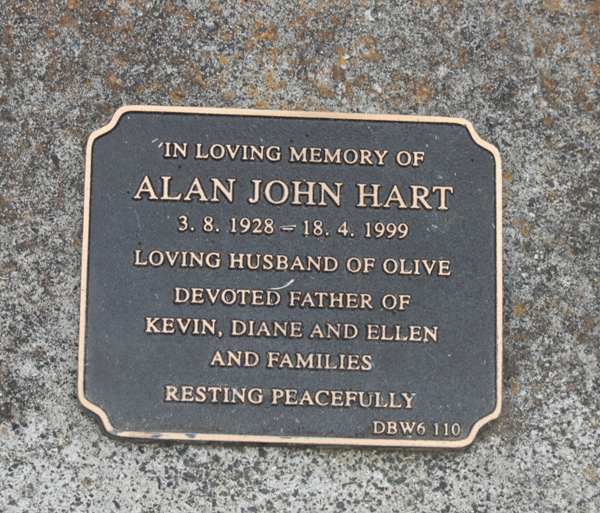 IN LOVING MEMORY OF
ALAN JOHN HART
3. 8. 1928 – 18. 4. 1999
LOVING HUSBAND OF OLIVE
DEVOTED FATHER OF
KEVIN, DIANE AND ELLEN
AND FAMILIES
RESTING PEACEFULLY
DBW6 110